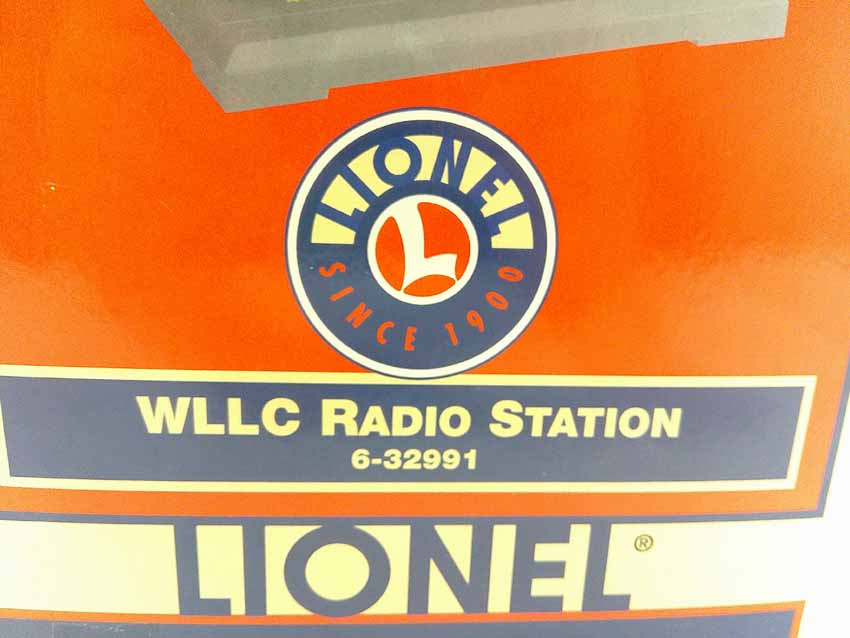 LIONEL
L
SINCE 1900
WLLC RADIO STATION
6-32991
LIONEL®